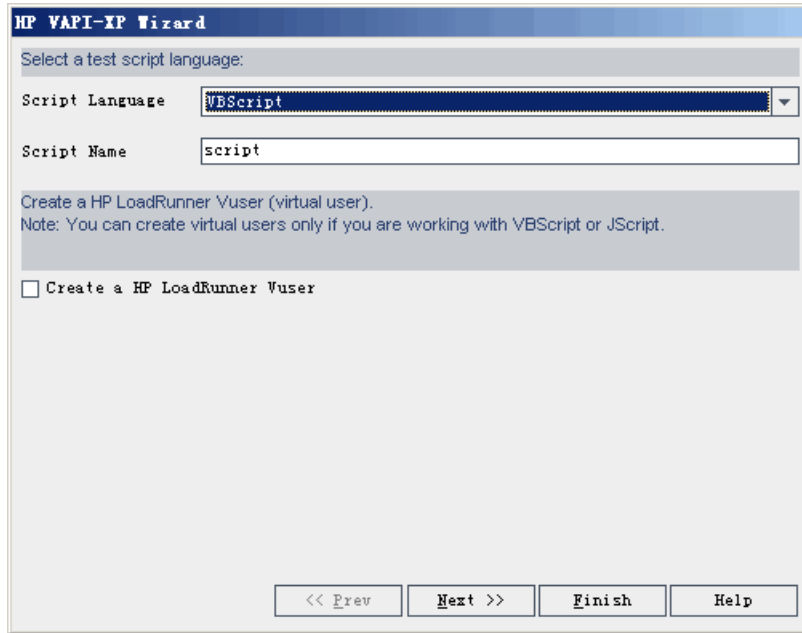 HP VAPI-XP Wizard
Select a test script language:
Script Language VBScript
Script Name script
Create a HP LoadRunner Vuser (virtual user).
Note: You can create virtual users only if you are working with VBScript or JScript.
Create a HP LoadRunner Vuser
<< Prev Next >> Finish Help